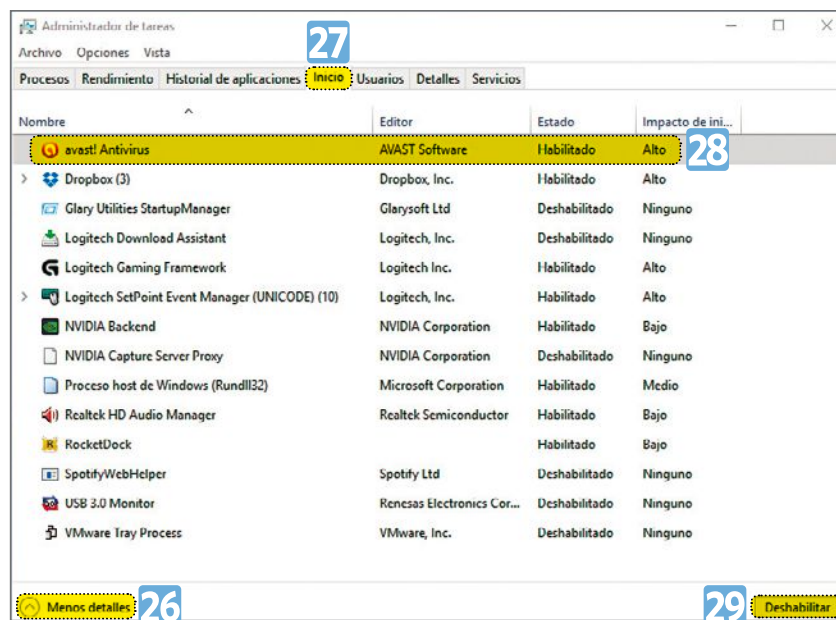 Administrador de tareas
27
Archivo Opciones Vista
Procesos Rendimiento Historial de aplicaciones Inicio Usuarios Detalles Servicios
Nombre Editor Estado Impacto de ini...
avast! Antivirus AVAST Software Habilitado Alto 28
Dropbox (3) Dropbox, Inc. Habilitado Alto
Glary Utilities StartupManager Glarysoft Ltd Deshabilitado Ninguno
Logitech Download Assistant Logitech, Inc. Deshabilitado Ninguno
Logitech Gaming Framework Logitech Inc. Habilitado Alto
Logitech SetPoint Event Manager (UNICODE) (10) Logitech, Inc. Habilitado Alto
NVIDIA Backend NVIDIA Corporation Habilitado Bajo
NVIDIA Capture Server Proxy NVIDIA Corporation Deshabilitado Ninguno
Proceso host de Windows (Rundll32) Microsoft Corporation Habilitado Medio
Realtek HD Audio Manager Realtek Semiconductor Habilitado Bajo
RocketDock Habilitado Bajo
SpotifyWebHelper Spotify Ltd Deshabilitado Ninguno
USB 3.0 Monitor Renesas Electronics Cor... Deshabilitado Ninguno
VMware Tray Process VMware, Inc. Deshabilitado Ninguno
Menos detalles 26 29 Deshabilitar